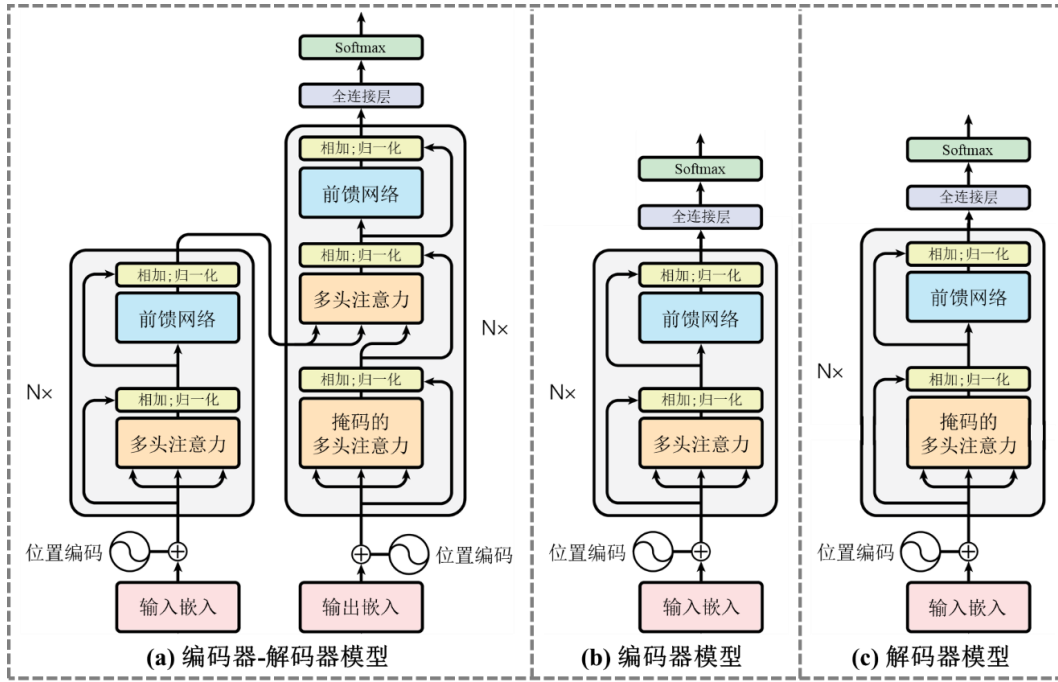 Softmax
全连接层
相加;归一化
前馈网络
相加;归一化
多头注意力
相加;归一化
掩码的
多头注意力
N×
相加;归一化
前馈网络
相加;归一化
多头注意力
N×
位置编码
位置编码
输入嵌入
输出嵌入
(a) 编码器-解码器模型
Softmax
全连接层
相加;归一化
前馈网络
相加;归一化
多头注意力
N×
位置编码
输入嵌入
(b) 编码器模型
Softmax
全连接层
相加;归一化
前馈网络
相加;归一化
掩码的
多头注意力
N×
位置编码
输入嵌入
(c) 解码器模型